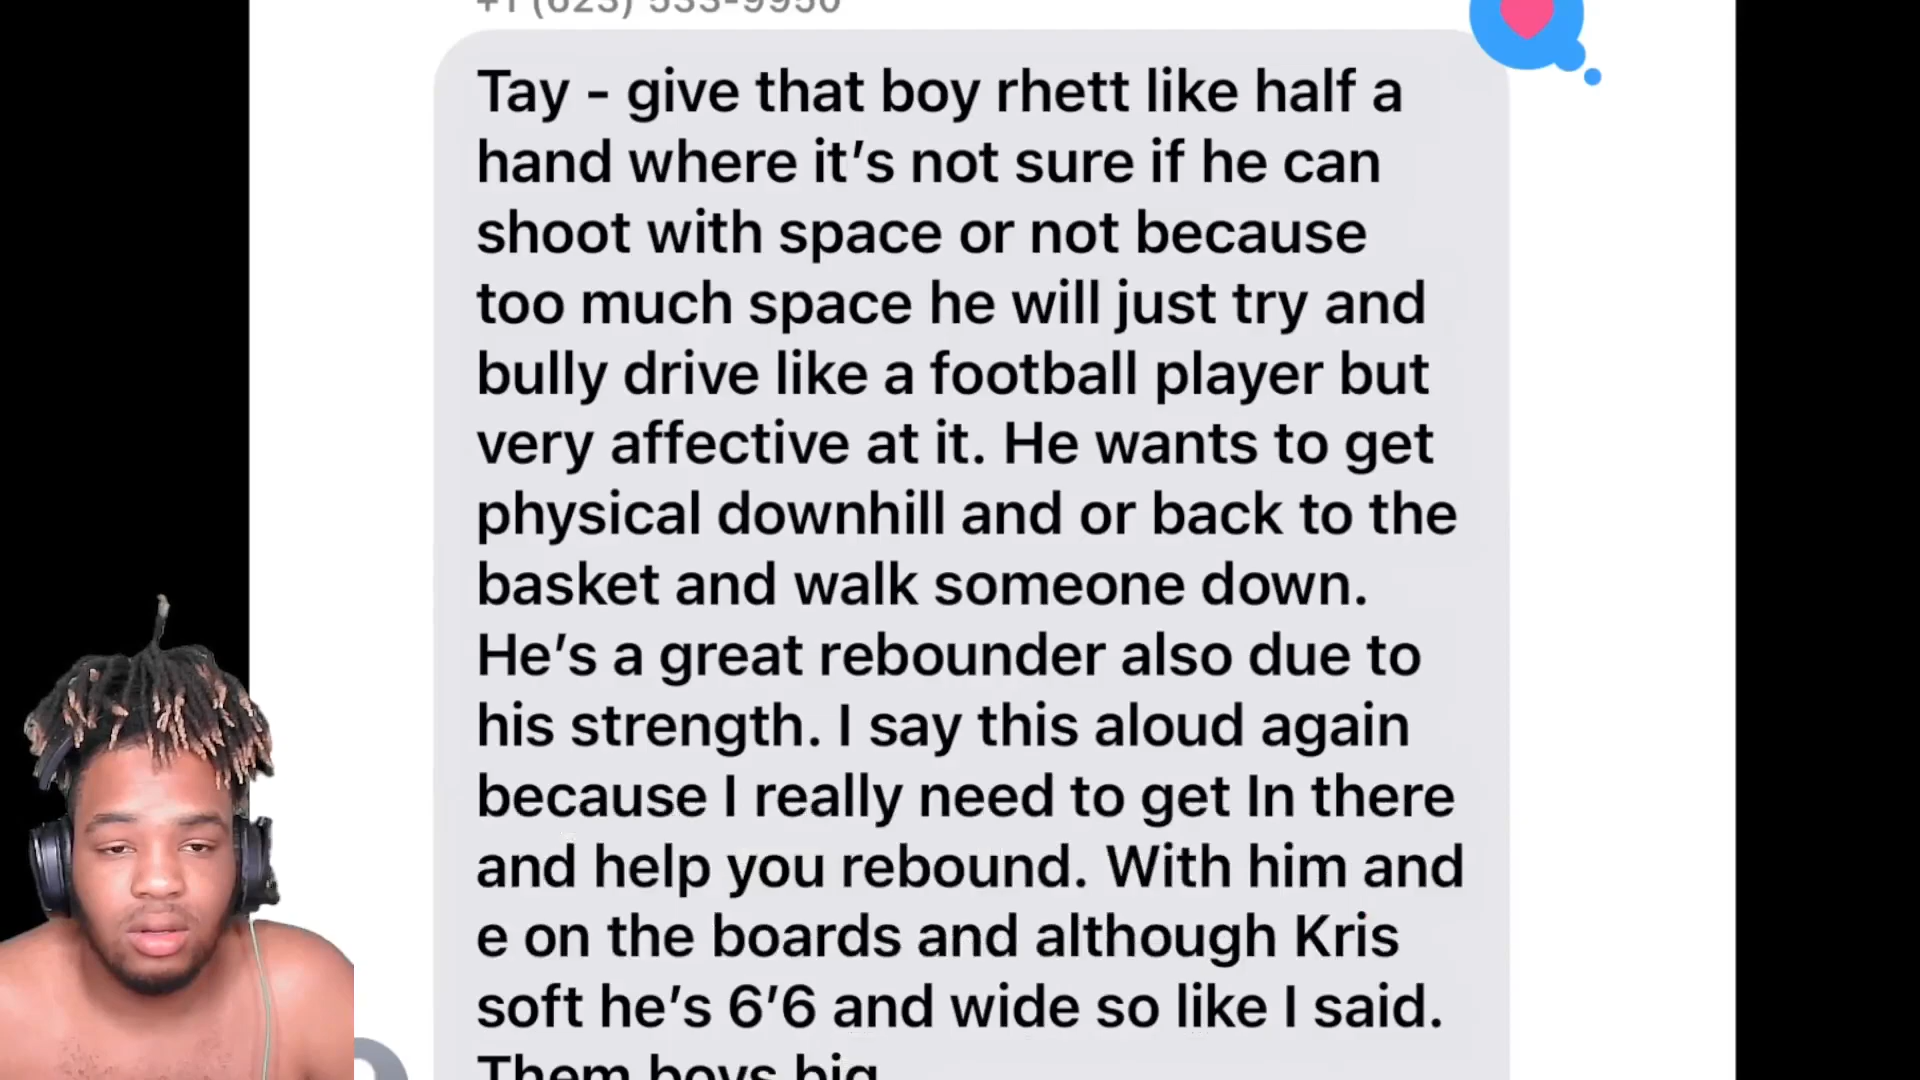 +1 (623) 533-9950
Tay - give that boy rhett like half a
hand where it’s not sure if he can
shoot with space or not because
too much space he will just try and
bully drive like a football player but
very affective at it. He wants to get
physical downhill and or back to the
basket and walk someone down.
He’s a great rebounder also due to
his strength. I say this aloud again
because I really need to get In there
and help you rebound. With him and
e on the boards and although Kris
soft he’s 6’6 and wide so like I said.
Them boys big